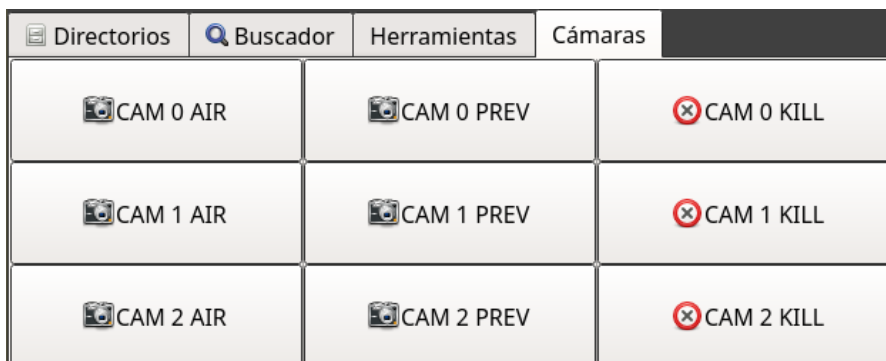 Directorios Buscador Herramientas Cámaras
CAM 0 AIR CAM 0 PREV CAM 0 KILL
CAM 1 AIR CAM 1 PREV CAM 1 KILL
CAM 2 AIR CAM 2 PREV CAM 2 KILL